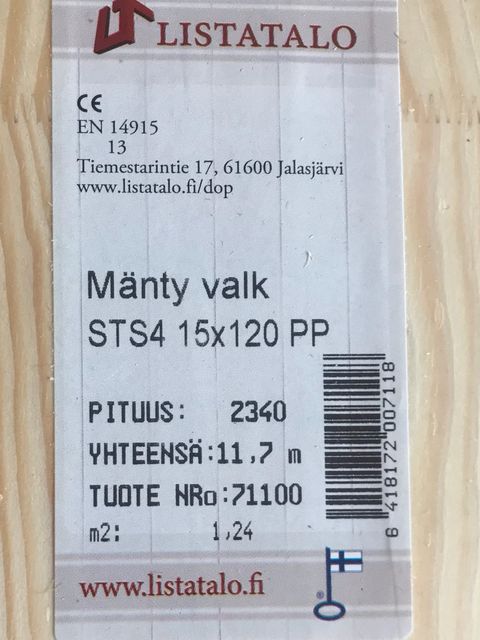 LISTATALO
CE
EN 14915
13
Tiemestarintie 17, 61600 Jalasjärvi
www.listatalo.fi/dop
Mänty valk
STS4 15x120 PP
PITUUS: 2340
YHTEENSÄ:11,7 m
TUOTE NRo:71100
m2: 1,24
6 418172 007118
www.listatalo.fi